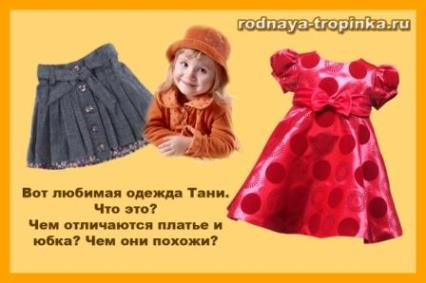 rodnaya-tropinka.ru
Вот любимая одежда Тани.
Что это?
Чем отличаются платье и
юбка? Чем они похожи?